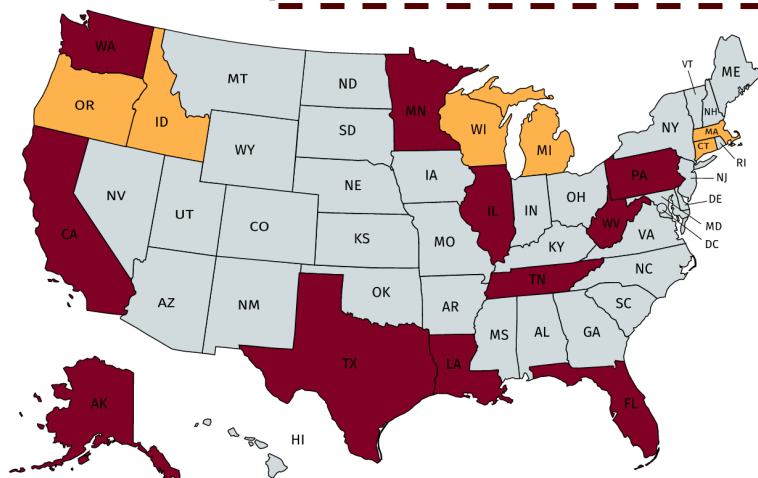 WA
MT
ND
MN
VT
ME
OR
ID
SD
WI
MI
NY
NH
MA
CT
RI
WY
IA
PA
NJ
NV
NE
IL
IN
OH
DE
UT
CO
WV
MD
CA
KS
MO
KY
VA
DC
AZ
NM
OK
AR
TN
NC
SC
MS
AL
GA
TX
LA
AK
FL
HI